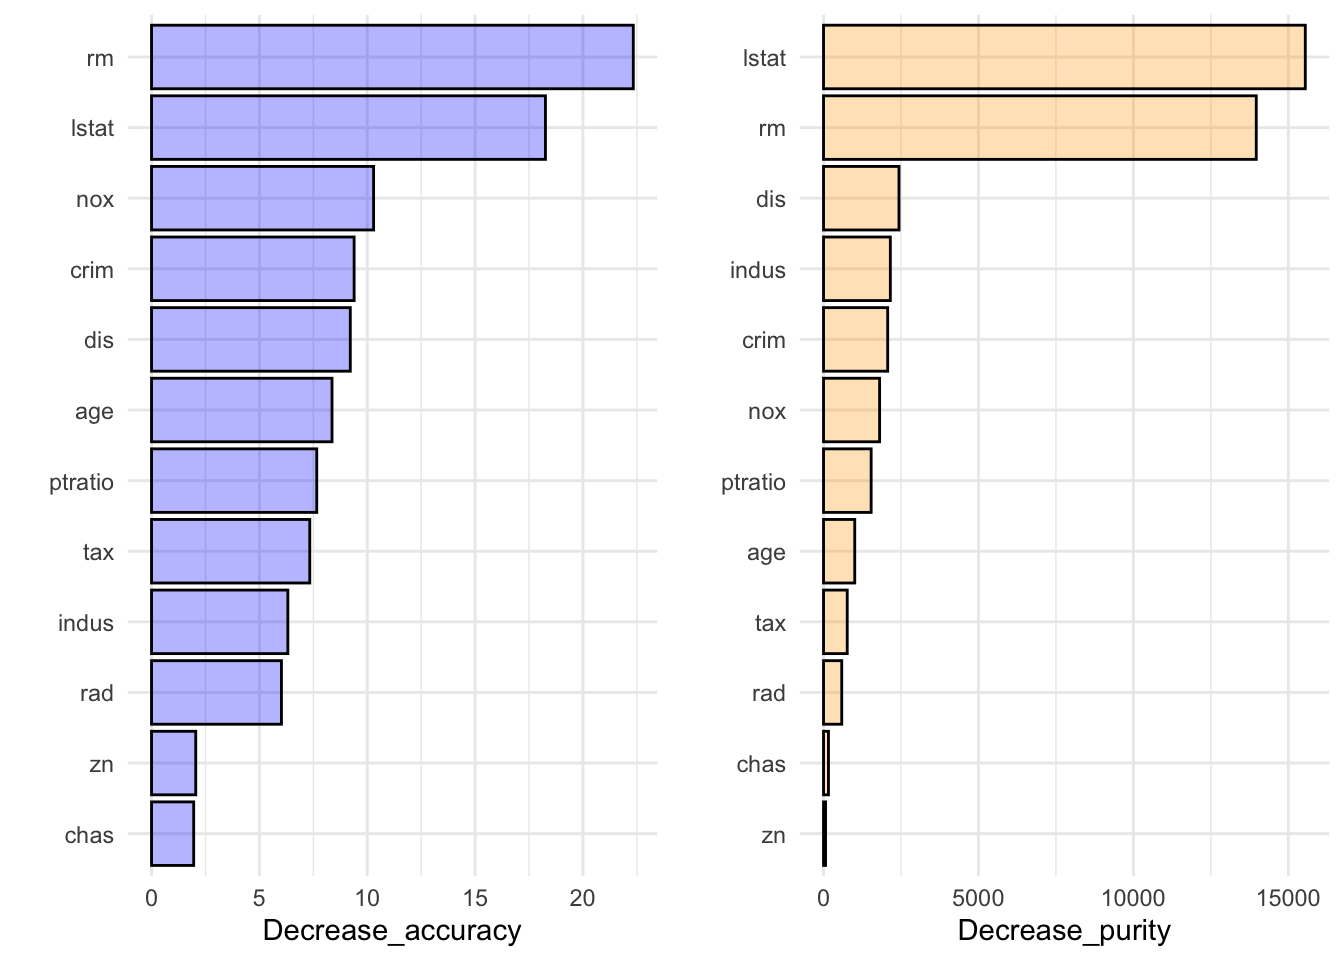 rm
lstat
nox
crim
dis
age
ptratio
tax
indus
rad
zn
chas
0 5 10 15 20
Decrease_accuracy
lstat
rm
dis
indus
crim
nox
ptratio
age
tax
rad
chas
zn
0 5000 10000 15000
Decrease_purity